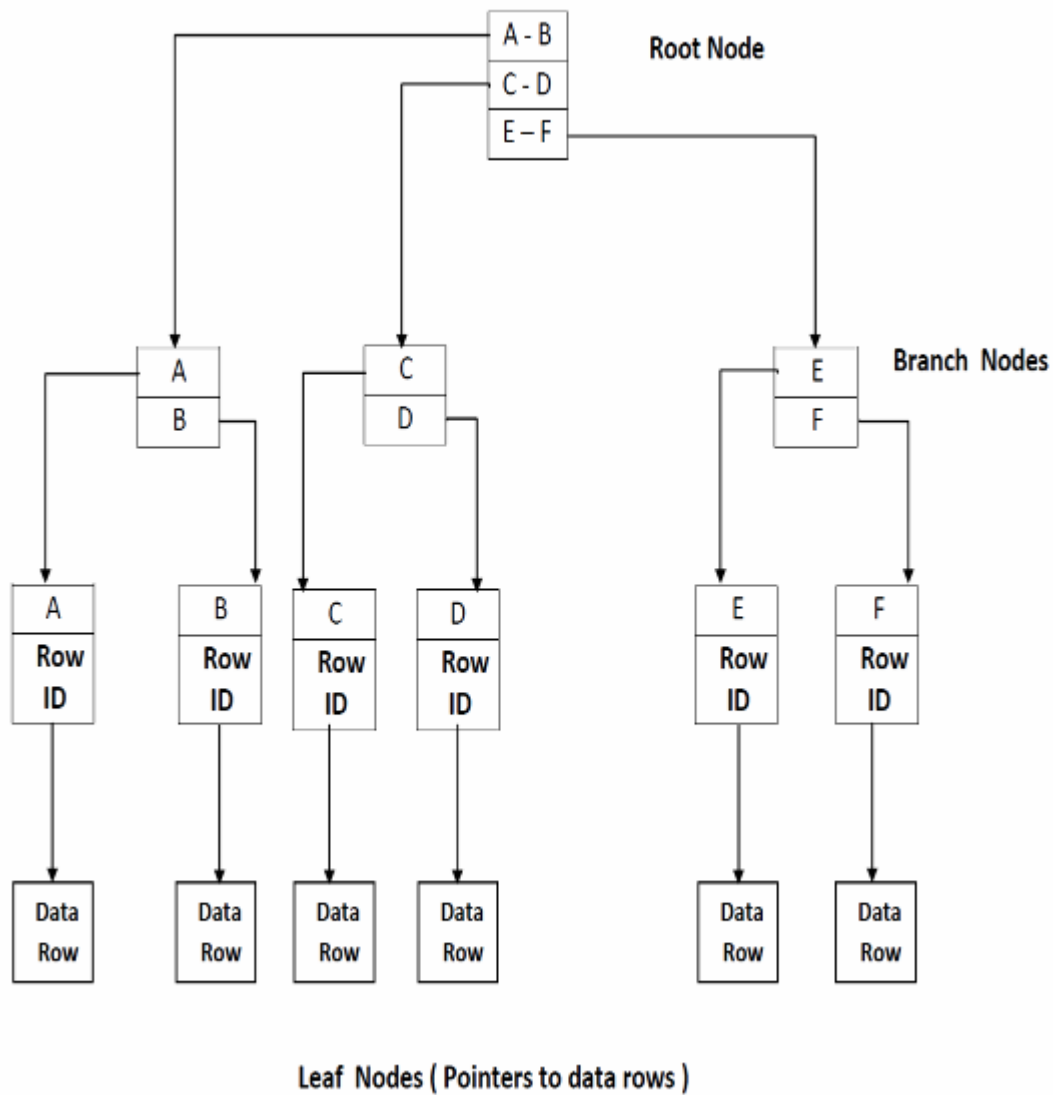 A - B
Root Node
C - D
E – F
A
B
C
D
E
F
Branch Nodes
A
Row
ID
B
Row
ID
C
Row
ID
D
Row
ID
E
Row
ID
F
Row
ID
Data
Row
Data
Row
Data
Row
Data
Row
Data
Row
Data
Row
Leaf Nodes ( Pointers to data rows )